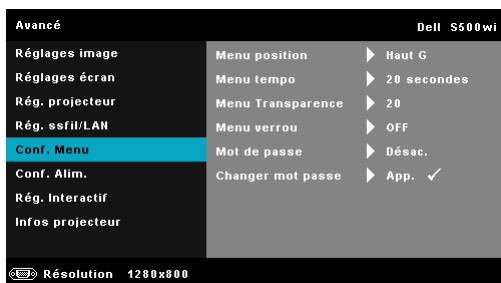 Avancé Dell S500wi
Réglages image
Réglages écran
Rég. projecteur
Rég. ssfil/LAN
Conf. Menu
Conf. Alim.
Rég. Interactif
Infos projecteur
Menu position Haut G
Menu tempo 20 secondes
Menu Transparence 20
Menu verrou OFF
Mot de passe Désac.
Changer mot passe App.
Résolution 1280x800